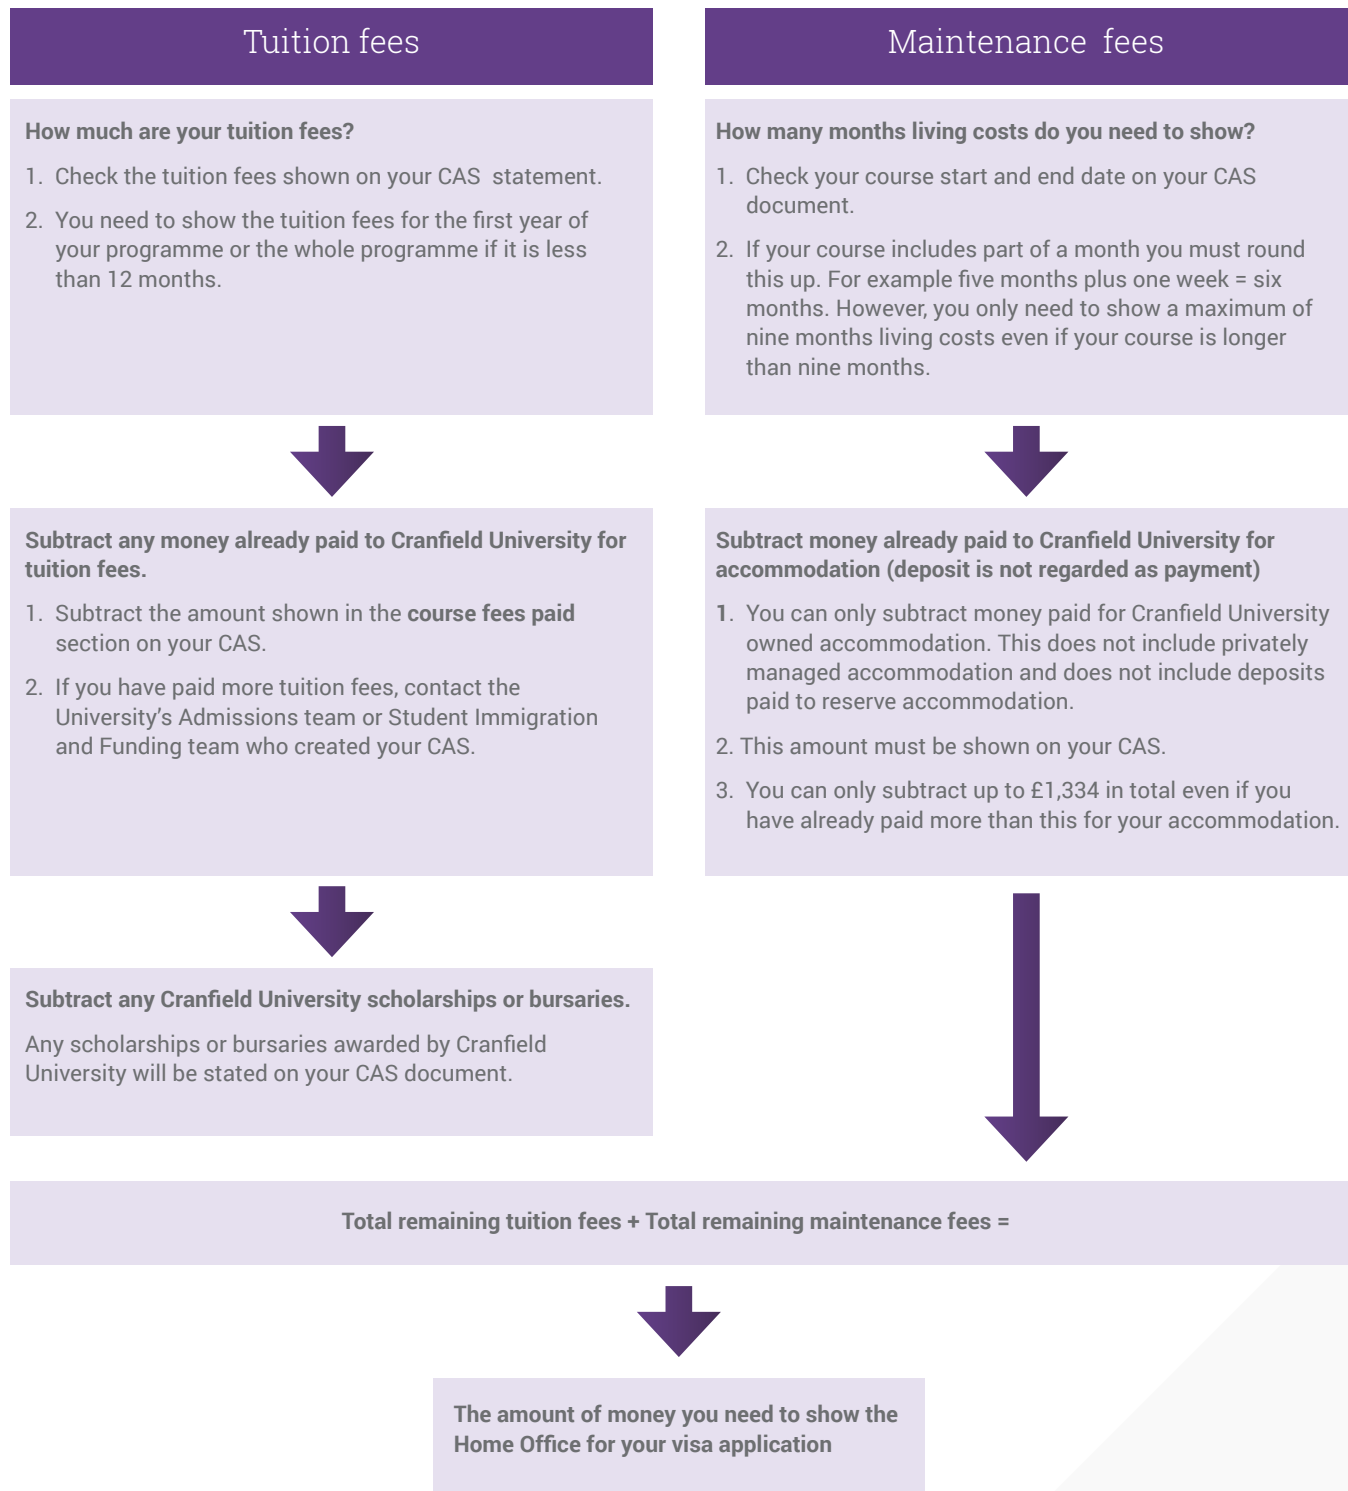 Tuition fees
How much are your tuition fees?
1. Check the tuition fees shown on your CAS statement.
2. You need to show the tuition fees for the first year of
your programme or the whole programme if it is less
than 12 months.
Subtract any money already paid to Cranfield University for
tuition fees.
1. Subtract the amount shown in the course fees paid
section on your CAS.
2. If you have paid more tuition fees, contact the
University's Admissions team or Student Immigration
and Funding team who created your CAS.
Subtract any Cranfield University scholarships or bursaries.
Any scholarships or bursaries awarded by Cranfield
University will be stated on your CAS document.
Maintenance fees
How many months living costs do you need to show?
1. Check your course start and end date on your CAS
document.
2. If your course includes part of a month you must round
this up. For example five months plus one week = six
months. However, you only need to show a maximum of
nine months living costs even if your course is longer
than nine months.
Subtract money already paid to Cranfield University for
accommodation (deposit is not regarded as payment)
1. You can only subtract money paid for Cranfield University
owned accommodation. This does not include privately
managed accommodation and does not include deposits
paid to reserve accommodation.
2. This amount must be shown on your CAS.
3. You can only subtract up to £1,334 in total even if you
have already paid more than this for your accommodation.
Total remaining tuition fees + Total remaining maintenance fees =
The amount of money you need to show the
Home Office for your visa application